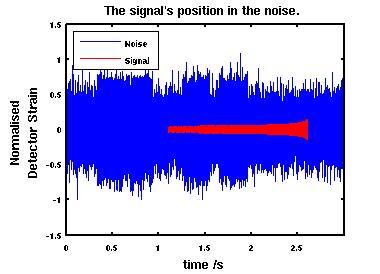 The signal's position in the noise.
Noise
Signal
Normalised
Detector Strain
1.5
1
0.5
0
-0.5
-1
-1.5
0 0.5 1 1.5 2 2.5
time /s